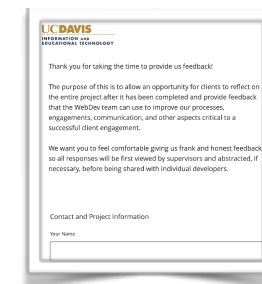 UCDAVIS
INFORMATION AND
EDUCATIONAL TECHNOLOGY
Thank you for taking the time to provide us feedback!
The purpose of this is to allow an opportunity for clients to reflect on
the entire project after it has been completed and provide feedback
that the WebDev team can use to improve our processes,
engagements, communication, and other aspects critical to a
successful client engagement.
We want you to feel comfortable giving us frank and honest feedback
so all responses will be first viewed by supervisors and abstracted, if
necessary, before being shared with individual developers.
Contact and Project Information
Your Name